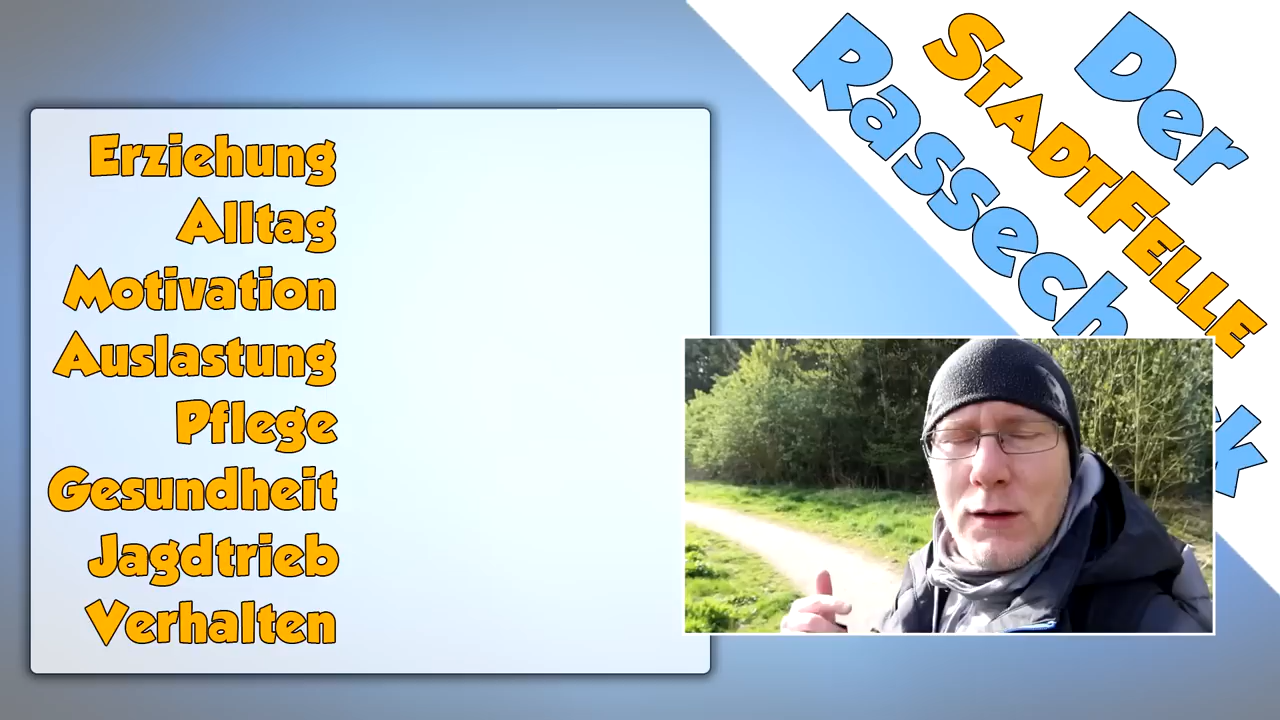 Der
StadtFelle
Rassech
k
Erziehung
Alltag
Motivation
Auslastung
Pflege
Gesundheit
Jagdtrieb
Verhalten